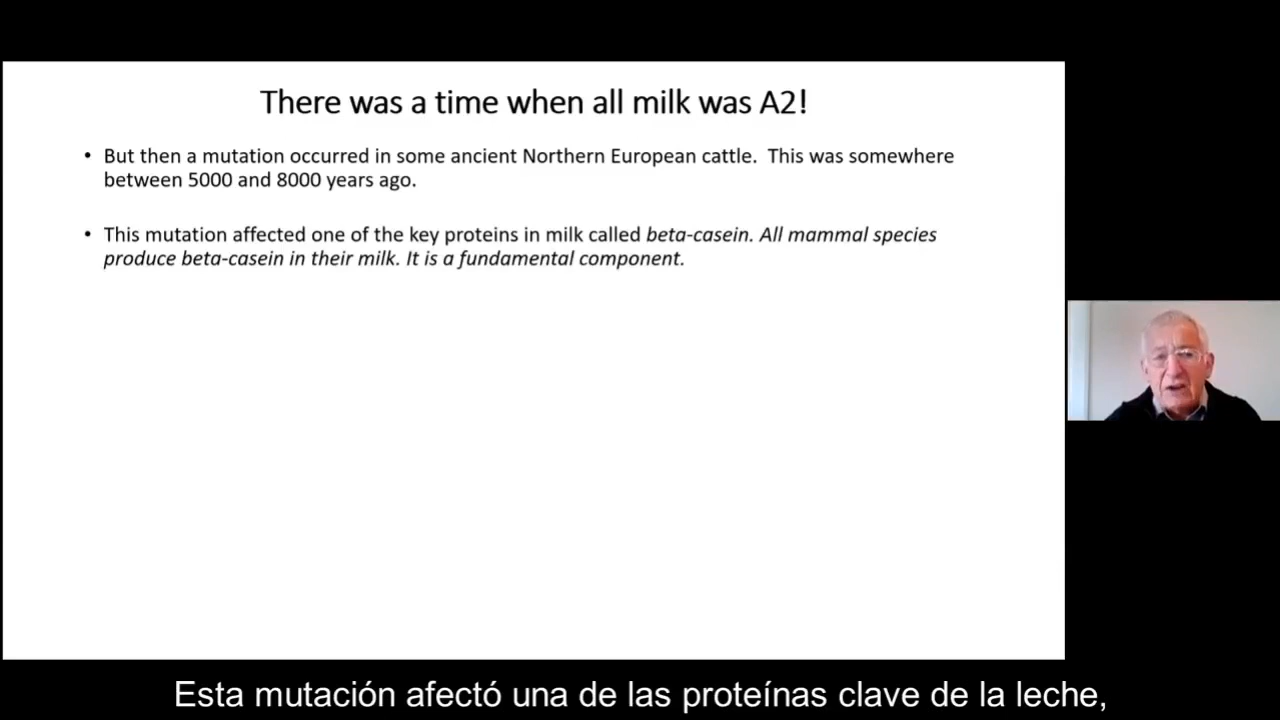 There was a time when all milk was A2!
• But then a mutation occurred in some ancient Northern European cattle.  This was somewhere
between 5000 and 8000 years ago.
• This mutation affected one of the key proteins in milk called beta-casein. All mammal species
produce beta-casein in their milk. It is a fundamental component.
Esta mutación afectó una de las proteínas clave de la leche,